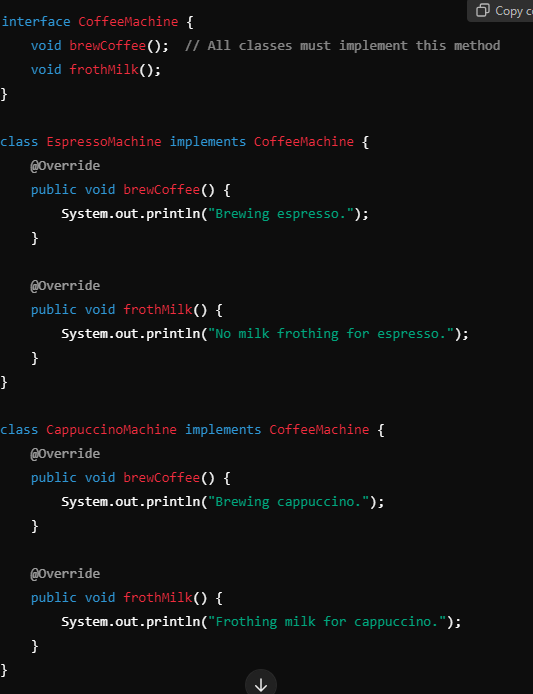 Copy c
interface CoffeeMachine {
    void brewCoffee();  // All classes must implement this method
    void frothMilk();
}

class EspressoMachine implements CoffeeMachine {
    @Override
    public void brewCoffee() {
        System.out.println("Brewing espresso.");
    }

    @Override
    public void frothMilk() {
        System.out.println("No milk frothing for espresso.");
    }
}

class CappuccinoMachine implements CoffeeMachine {
    @Override
    public void brewCoffee() {
        System.out.println("Brewing cappuccino.");
    }

    @Override
    public void frothMilk() {
        System.out.println("Frothing milk for cappuccino.");
    }
}